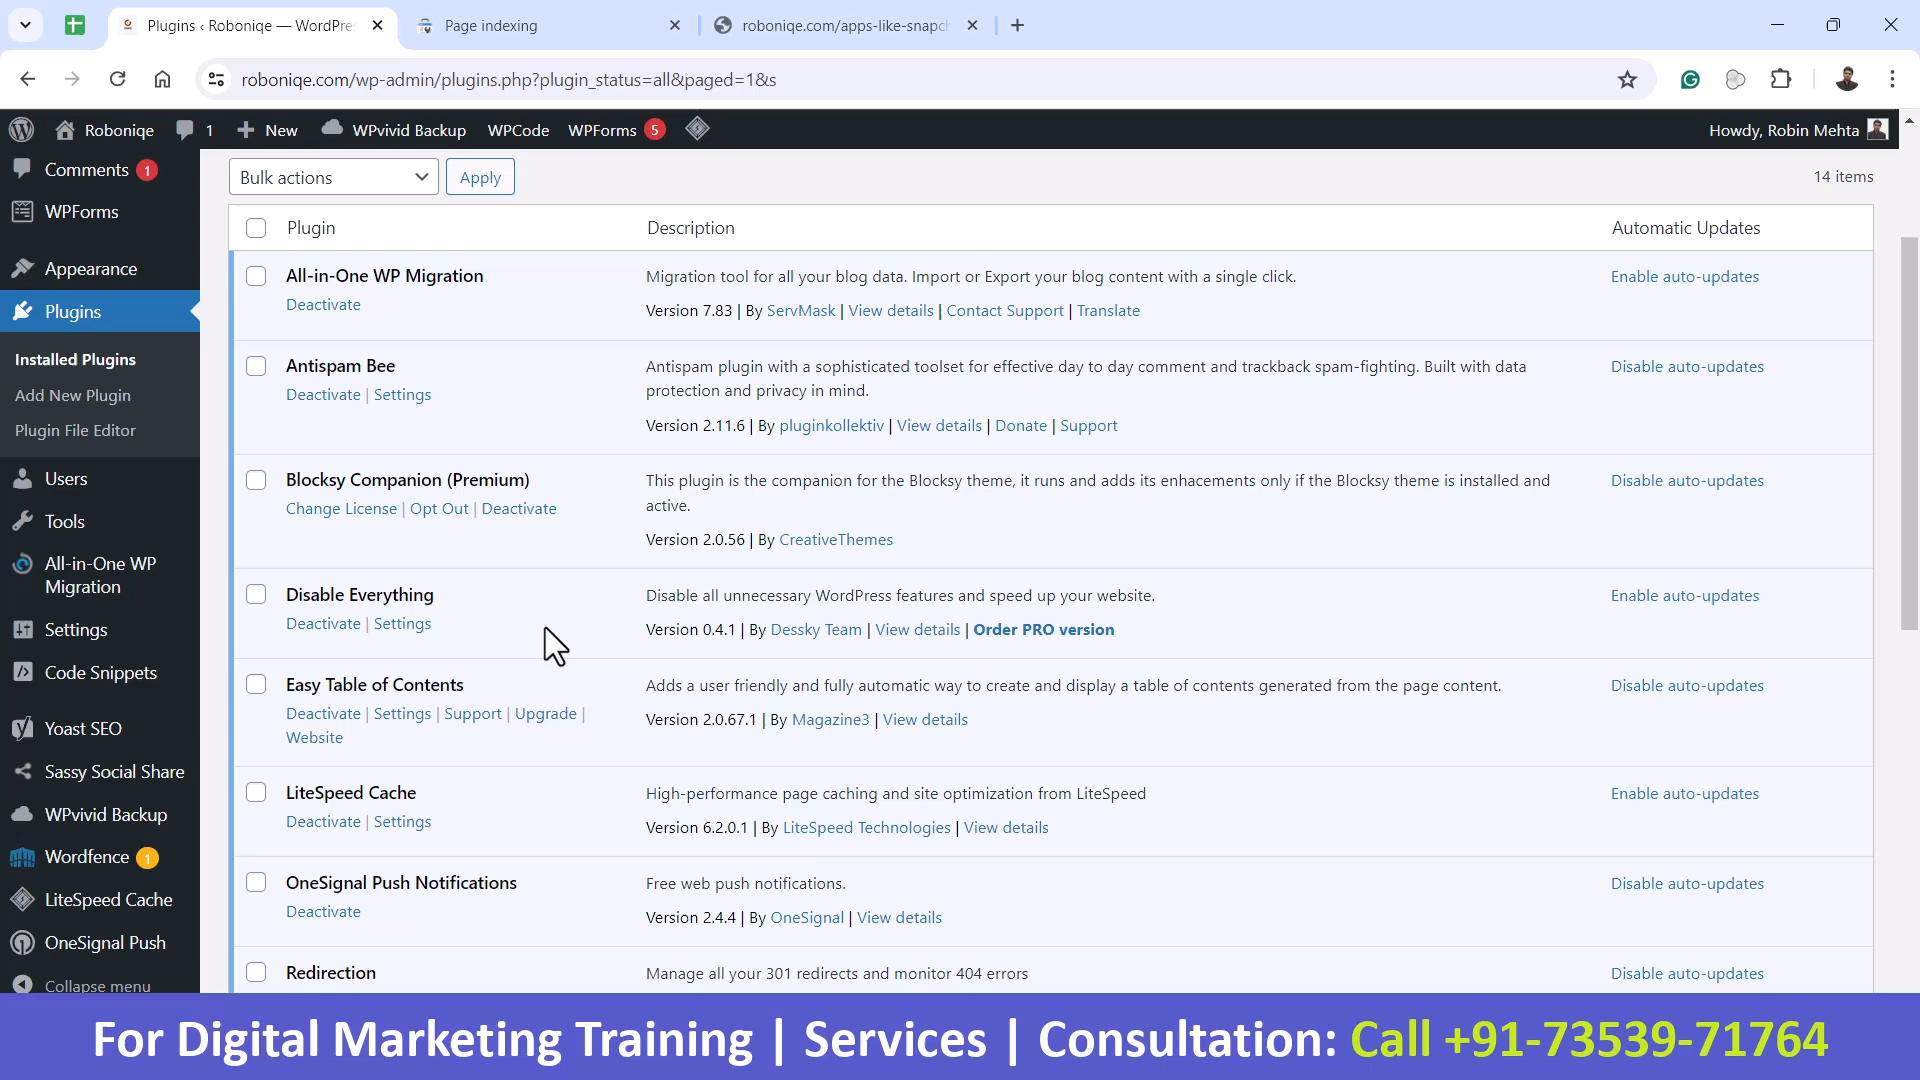 Plugins ‹ Roboniqe — WordPre
Page indexing
roboniqe.com/apps-like-snapch
roboniqe.com/wp-admin/plugins.php?plugin_status=all&paged=1&s
Roboniqe
1
New
WPvivid Backup
WPCode
WPForms 5
Howdy, Robin Mehta
Comments 1
WPForms
Appearance
Plugins
Installed Plugins
Add New Plugin
Plugin File Editor
Users
Tools
All-in-One WP
Migration
Settings
Code Snippets
Yoast SEO
Sassy Social Share
WPvivid Backup
Wordfence 1
LiteSpeed Cache
OneSignal Push
Collapse menu
Bulk actions
Apply
14 items
Plugin
Description
Automatic Updates
All-in-One WP Migration
Deactivate
Migration tool for all your blog data. Import or Export your blog content with a single click.
Version 7.83 | By ServMask | View details | Contact Support | Translate
Enable auto-updates
Antispam Bee
Deactivate | Settings
Antispam plugin with a sophisticated toolset for effective day to day comment and trackback spam-fighting. Built with data
protection and privacy in mind.
Version 2.11.6 | By pluginkollektiv | View details | Donate | Support
Disable auto-updates
Blocksy Companion (Premium)
Change License | Opt Out | Deactivate
This plugin is the companion for the Blocksy theme, it runs and adds its enhacements only if the Blocksy theme is installed and
active.
Version 2.0.56 | By CreativeThemes
Disable auto-updates
Disable Everything
Deactivate | Settings
Disable all unnecessary WordPress features and speed up your website.
Version 0.4.1 | By Dessky Team | View details | Order PRO version
Enable auto-updates
Easy Table of Contents
Deactivate | Settings | Support | Upgrade |
Website
Adds a user friendly and fully automatic way to create and display a table of contents generated from the page content.
Version 2.0.67.1 | By Magazine3 | View details
Disable auto-updates
LiteSpeed Cache
Deactivate | Settings
High-performance page caching and site optimization from LiteSpeed
Version 6.2.0.1 | By LiteSpeed Technologies | View details
Enable auto-updates
OneSignal Push Notifications
Deactivate
Free web push notifications.
Version 2.4.4 | By OneSignal | View details
Disable auto-updates
Redirection
Manage all your 301 redirects and monitor 404 errors
Disable auto-updates
For Digital Marketing Training | Services | Consultation: Call +91-73539-71764